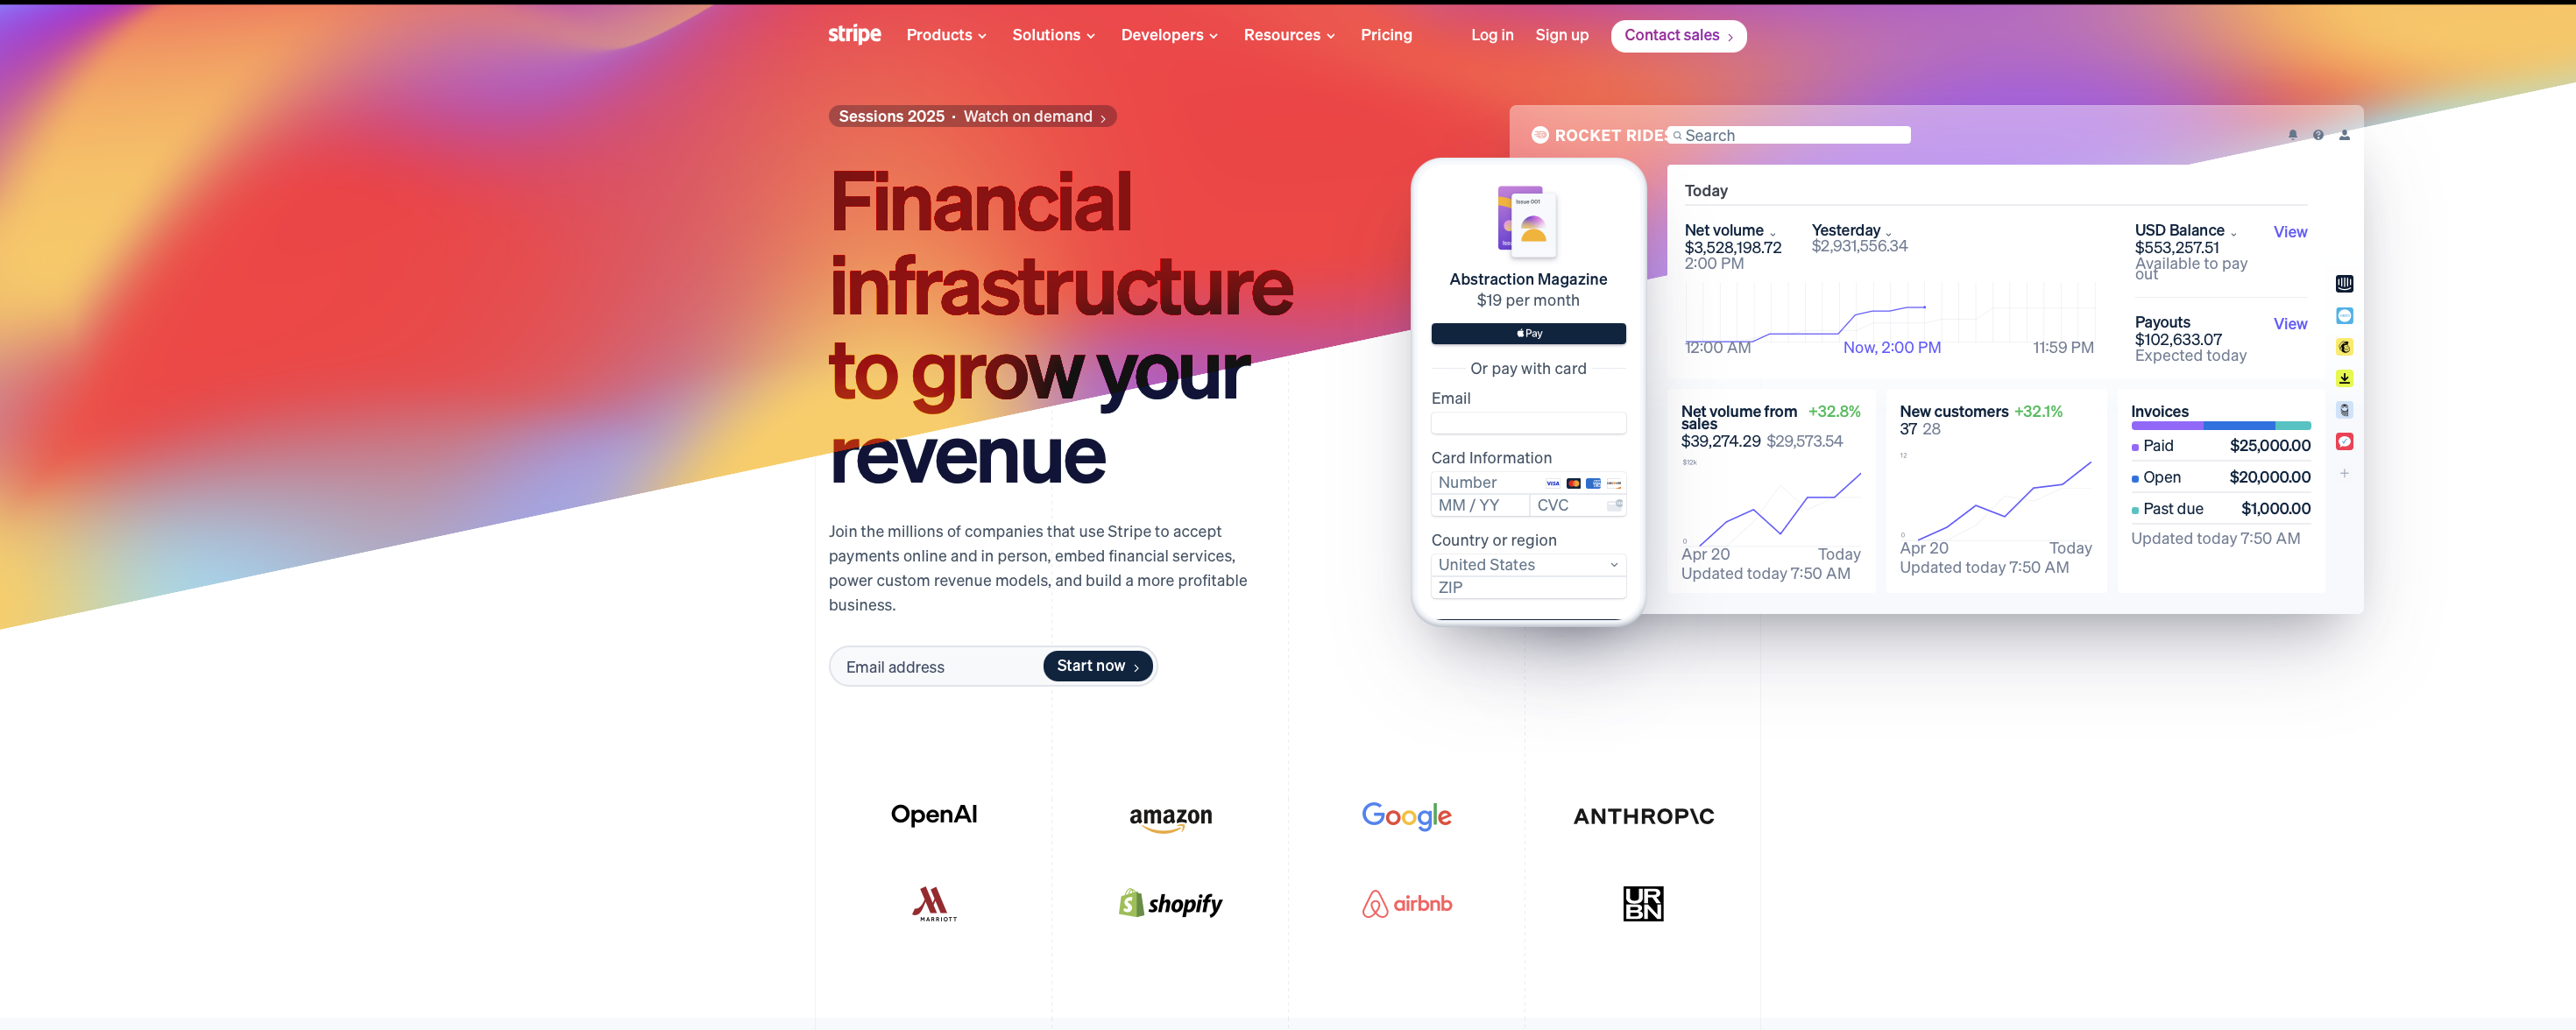 stripe Products Solutions Developers Resources Pricing Log in Sign up Contact sales
Sessions 2025 · Watch on demand
Financial
infrastructure
to grow your
revenue
Join the millions of companies that use Stripe to accept
payments online and in person, embed financial services,
power custom revenue models, and build a more profitable
business.
Email address Start now
Issue 001
Abstraction Magazine
$19 per month
Pay
Or pay with card
Email
Card Information
Number VISA
MM / YY CVC
Country or region
United States
ZIP
ROCKET RIDES Search
Today
Net volume Yesterday
$3,528,198.72 $2,931,556.34
2:00 PM
12:00 AM Now, 2:00 PM 11:59 PM
USD Balance View
$553,257.51
Available to pay
out
Payouts View
$102,633.07
Expected today
Net volume from +32.8%
sales
$39,274.29 $29,573.54
$12k
0
Apr 20 Today
Updated today 7:50 AM
New customers +32.1%
37 28
12
0
Apr 20 Today
Updated today 7:50 AM
Invoices
Paid $25,000.00
Open $20,000.00
Past due $1,000.00
Updated today 7:50 AM
OpenAI amazon Google ANTHROP\C
MARRIOTT shopify airbnb URBN